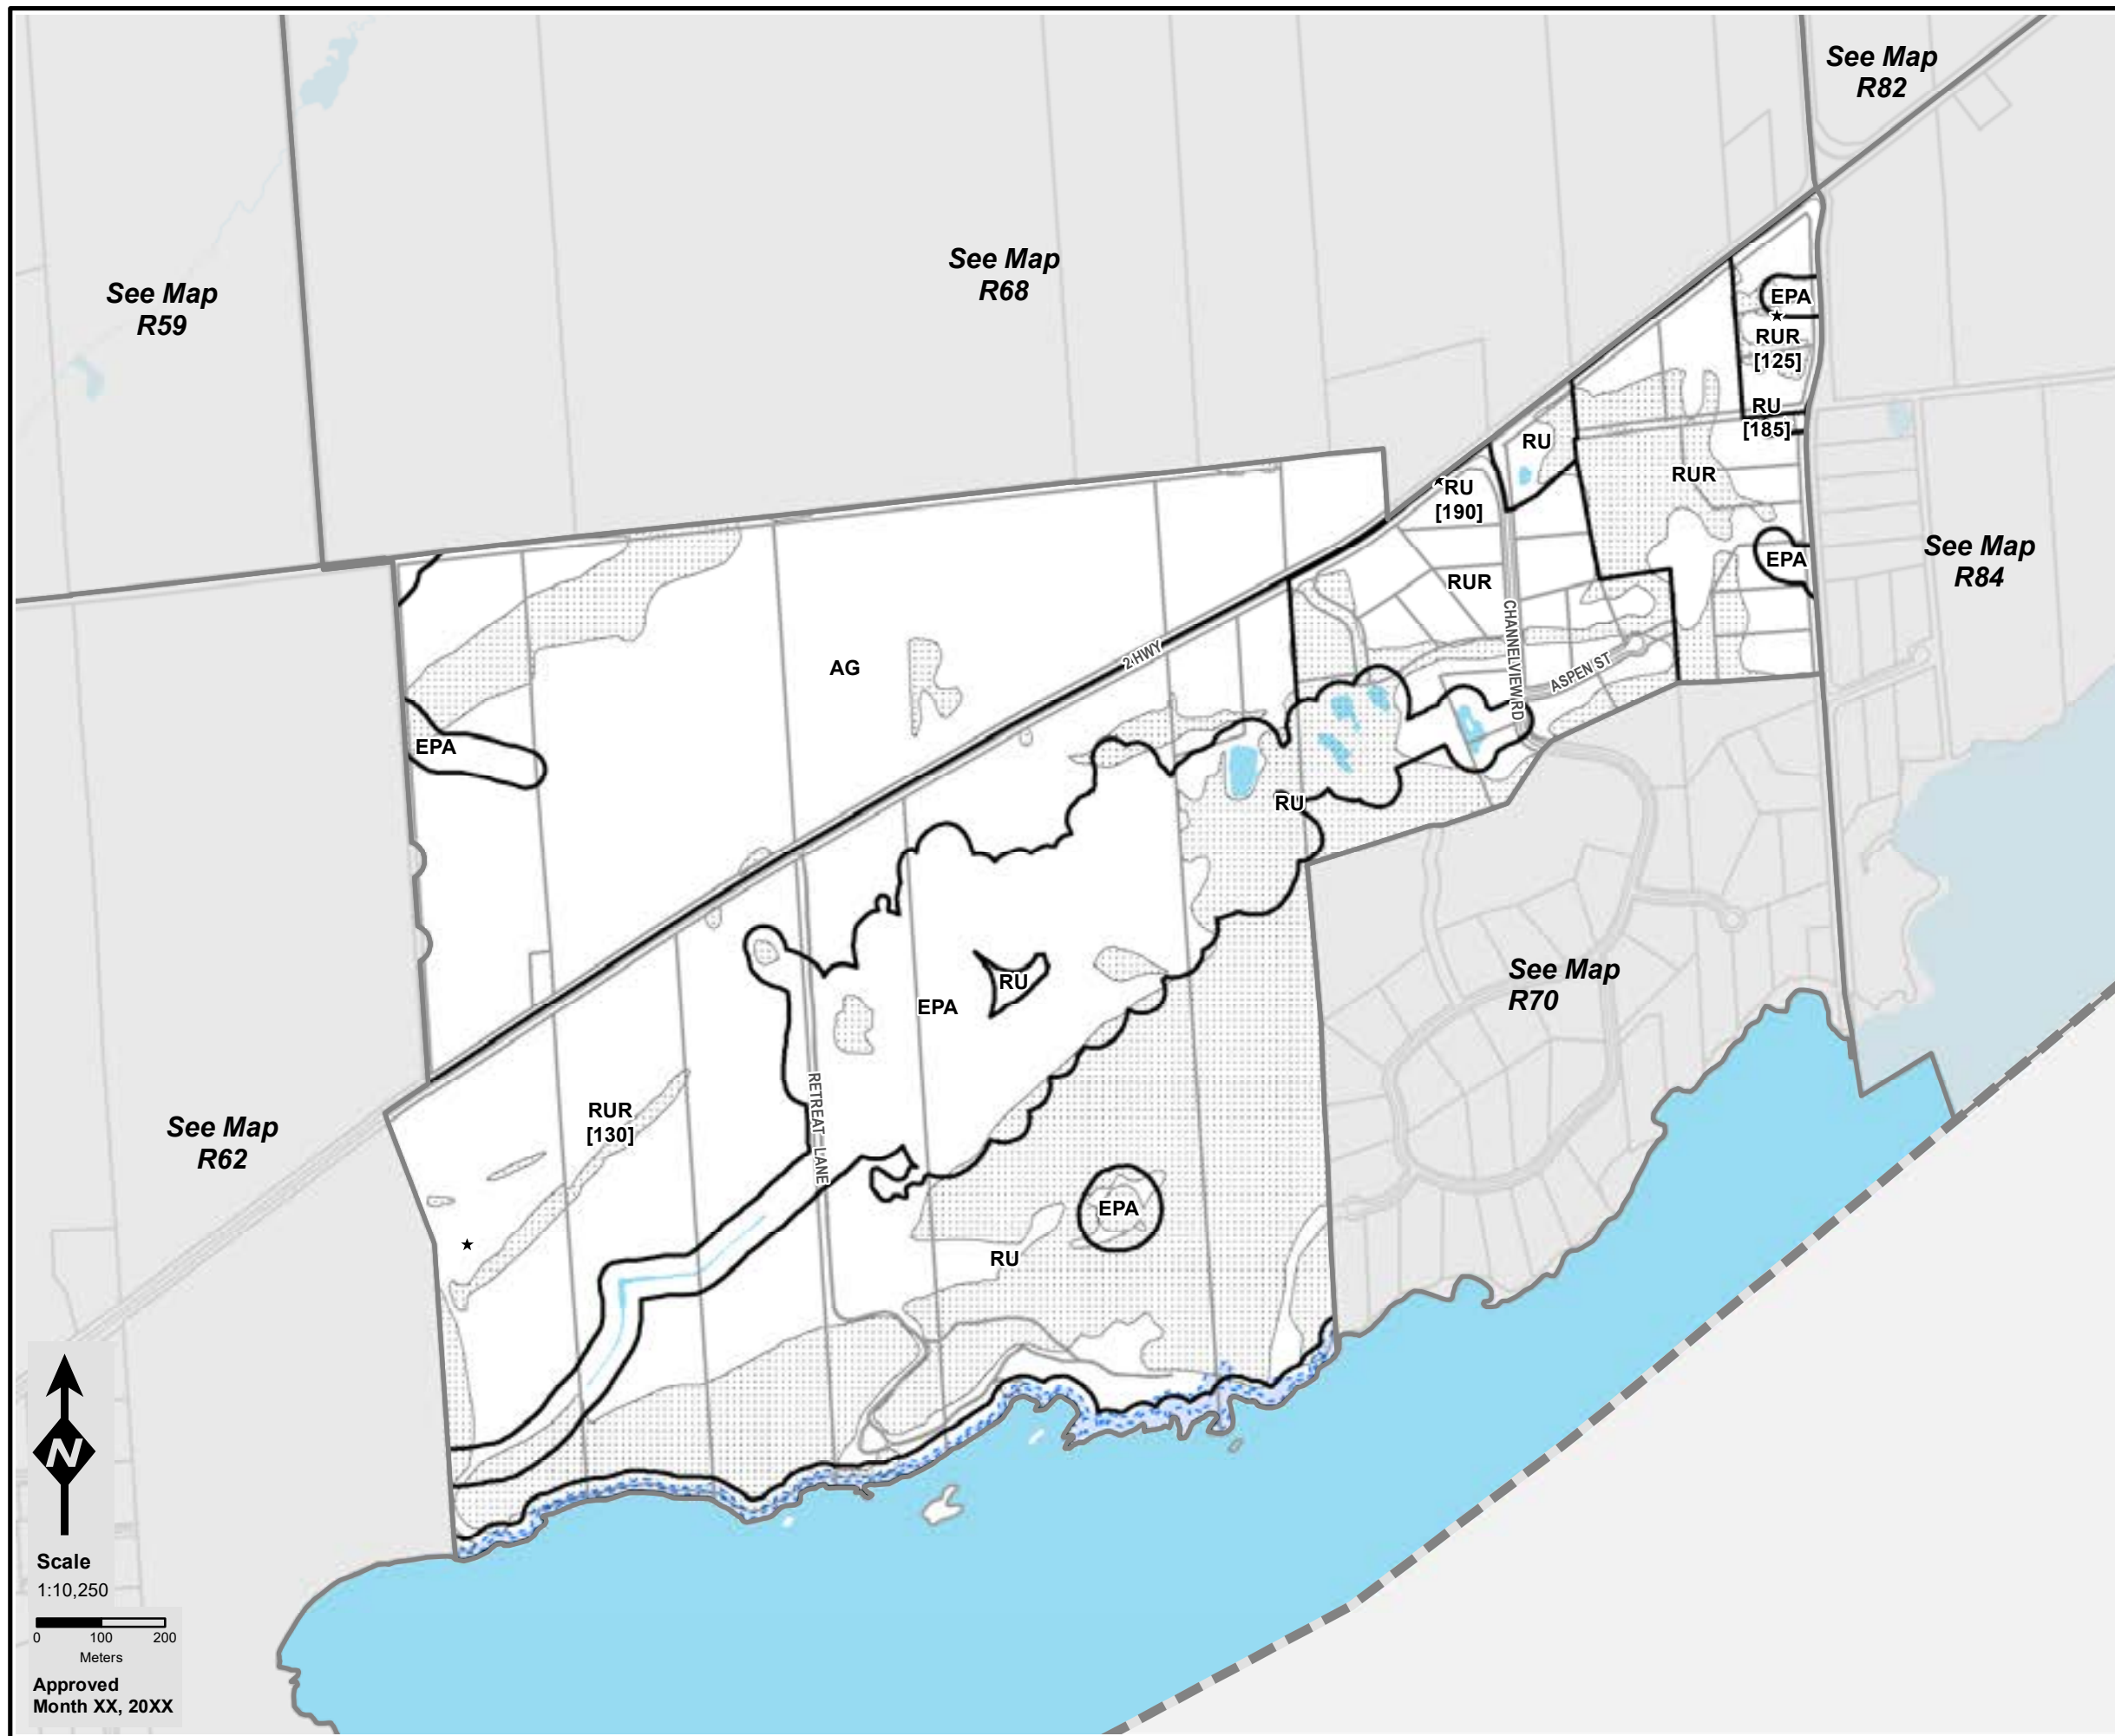 See Map
R82
See Map
R68
See Map
R59
EPA
RUR
[125]
RU
[185]
RU
RUR
RU
[190]
See Map
R84
EPA
RUR
CHANNELVIEW RD
ASPEN ST
2 HWY
AG
EPA
RU
See Map
R70
RU
EPA
RETREAT LANE
RUR
[130]
See Map
R62
EPA
RU
N
Scale
1:10,250
0 100 200
Meters
Approved
Month XX, 20XX